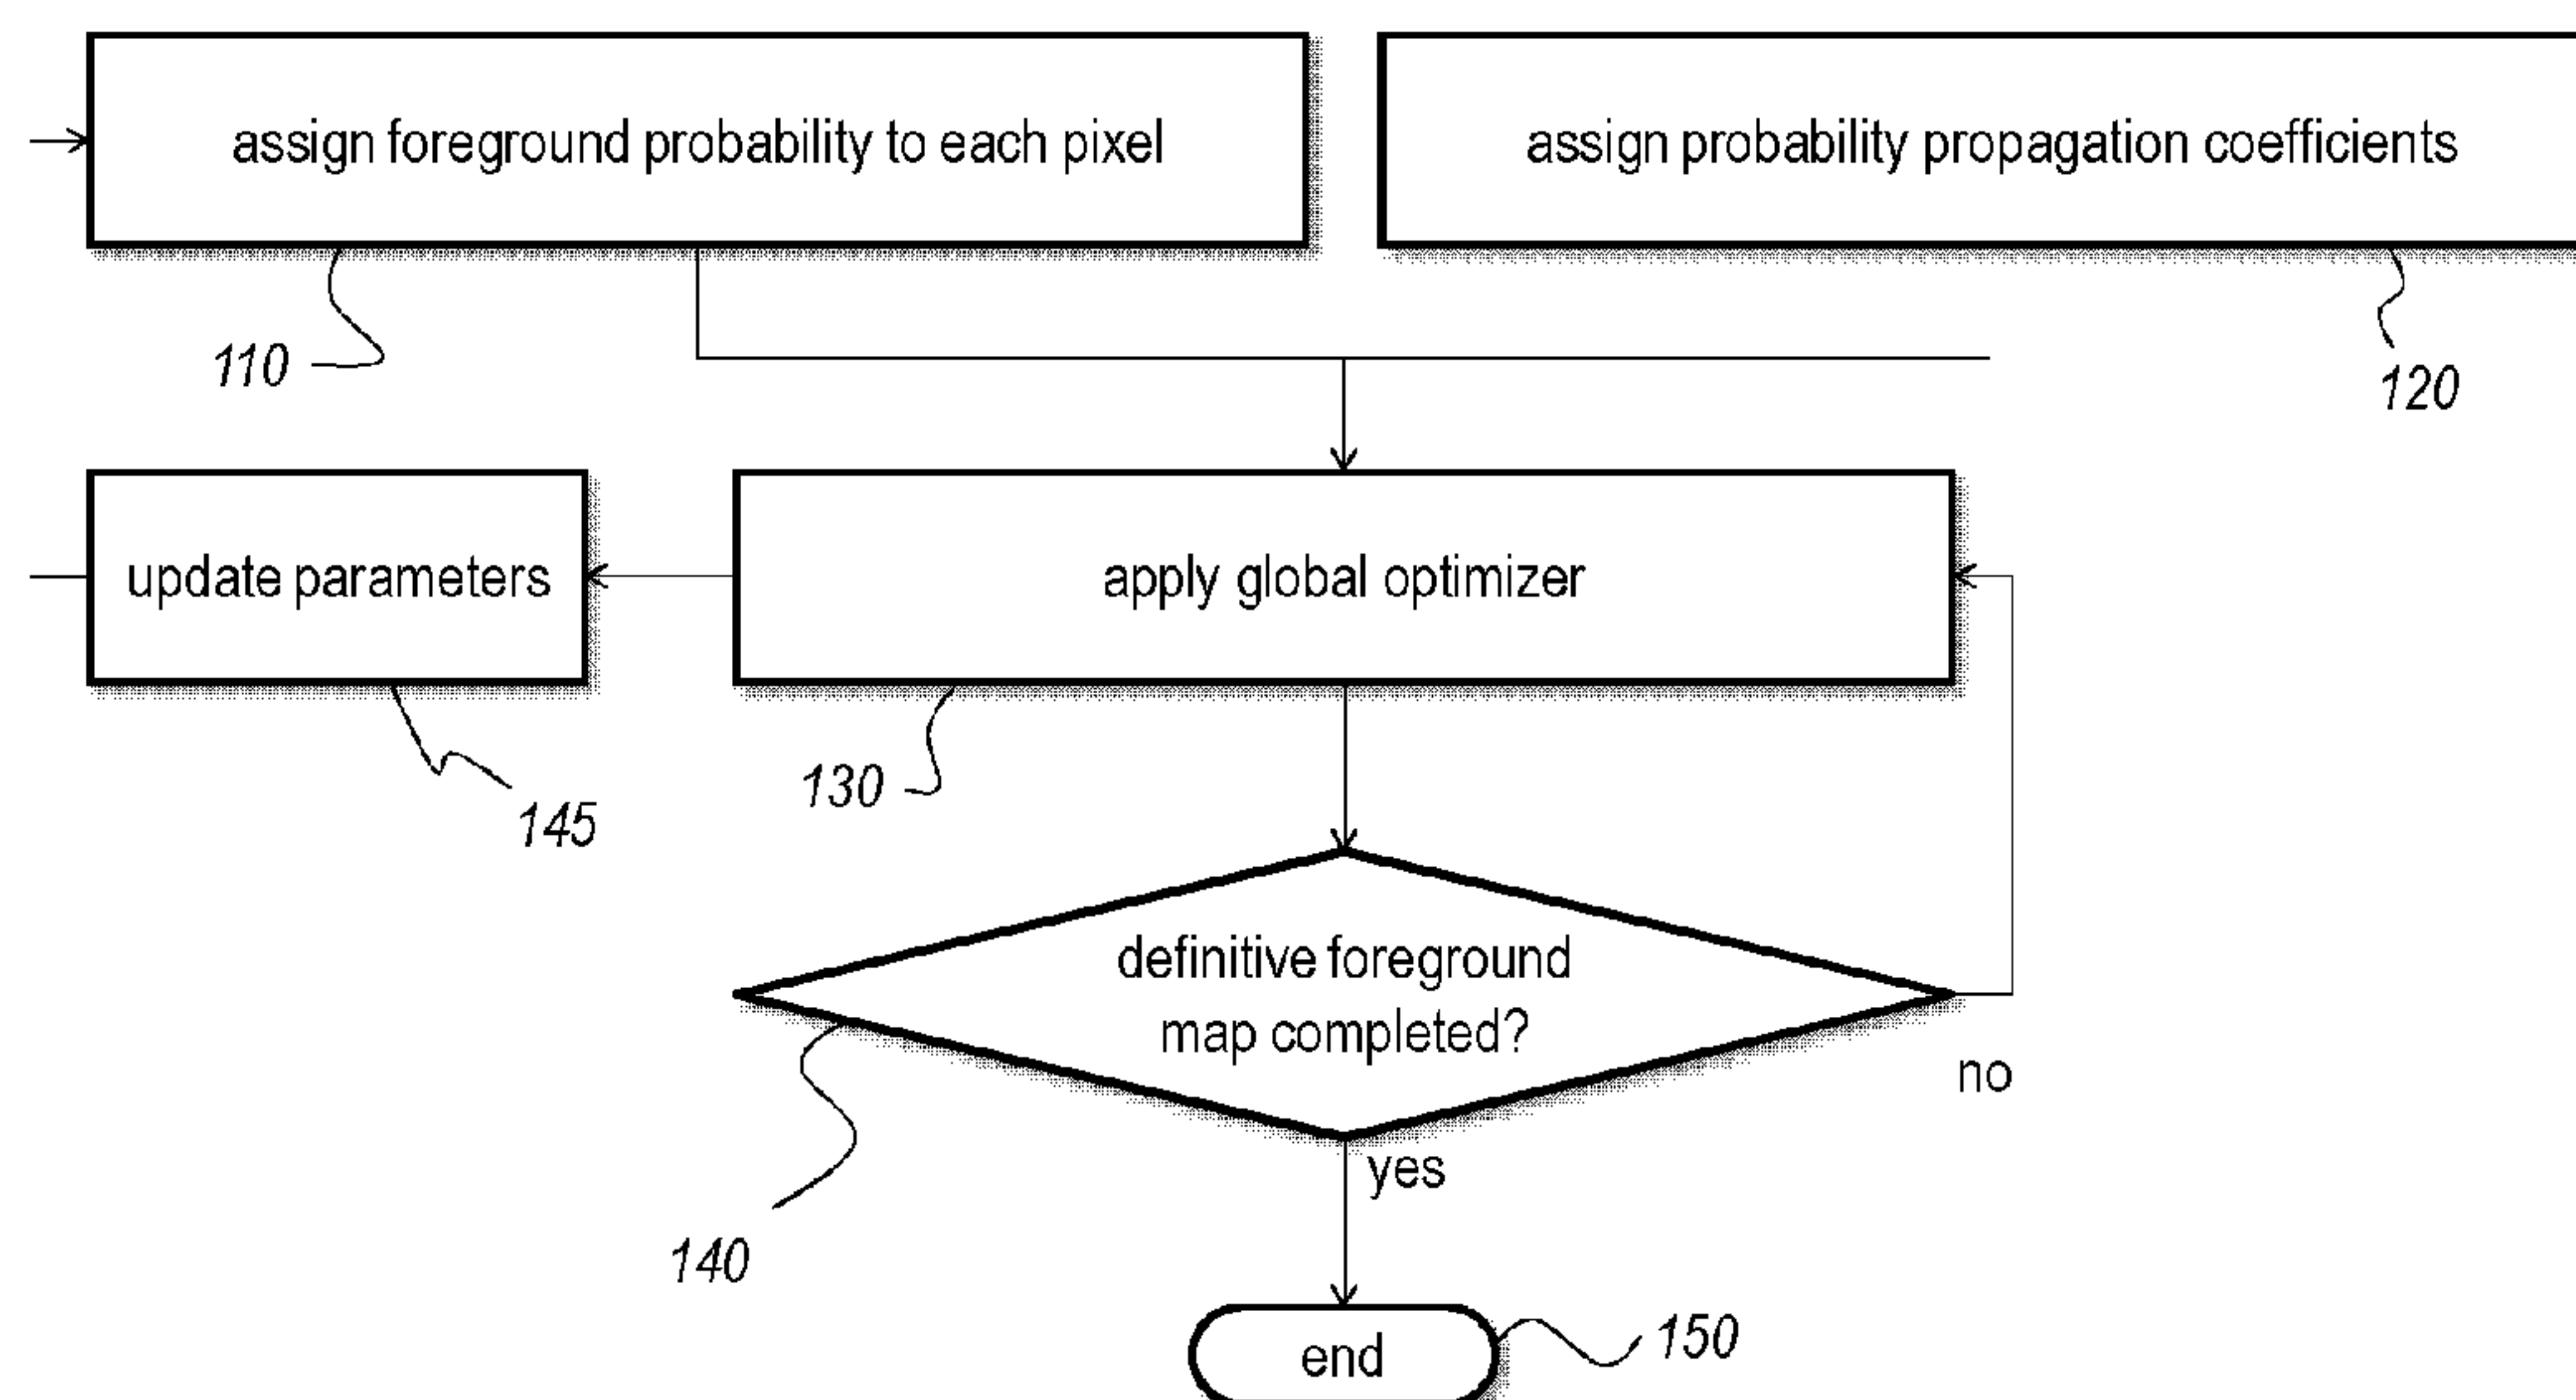 assign foreground probability to each pixel
assign probability propagation coefficients
110
120
update parameters
apply global optimizer
145
130
definitive foreground
map completed?
no
yes
140
end
150